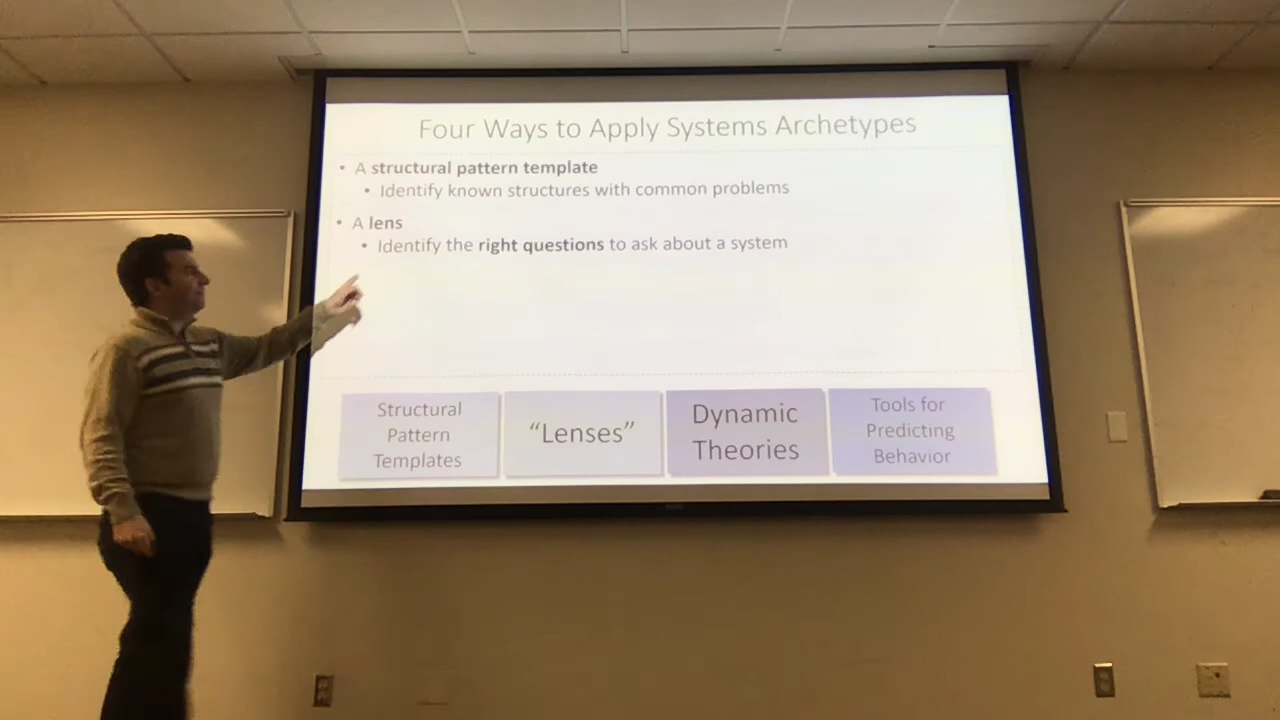 Four Ways to Apply Systems Archetypes
• A structural pattern template
• Identify known structures with common problems
• A lens
• Identify the right questions to ask about a system
Structural
Pattern
Templates
“Lenses”
Dynamic
Theories
Tools for
Predicting
Behavior